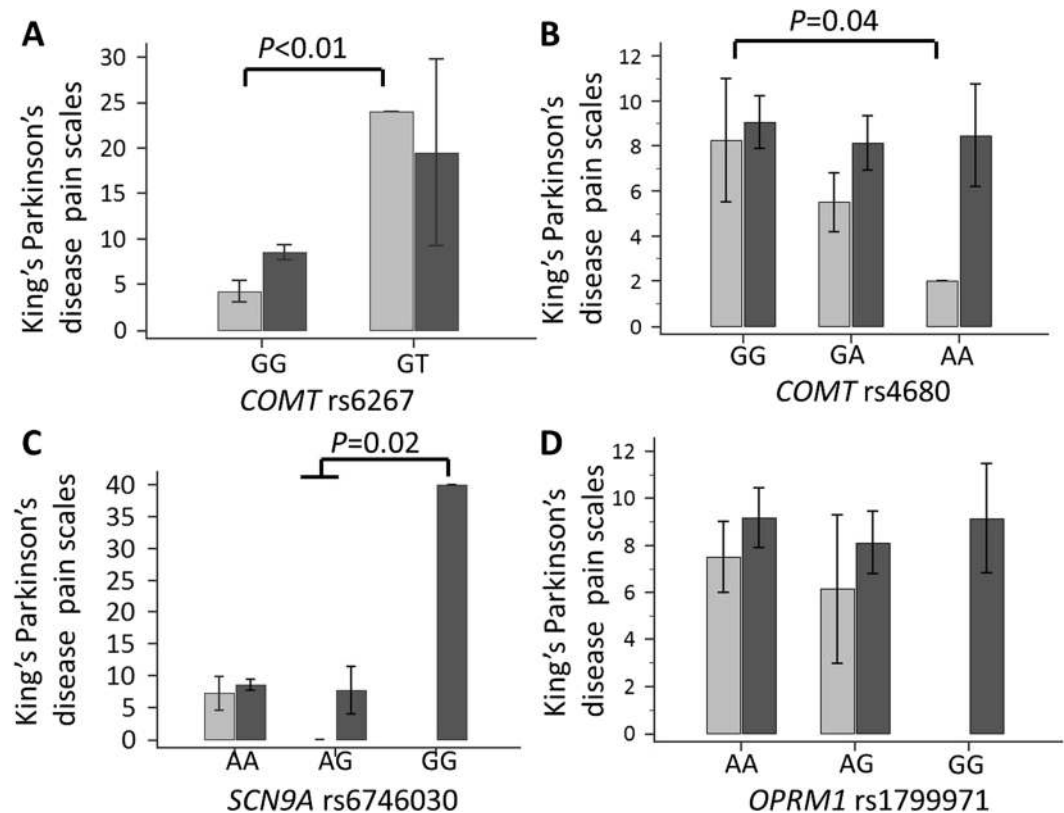 A
P<0.01
King's Parkinson's
disease pain scales
30
25
20
15
10
5
0
GG GT
COMT rs6267
B
P=0.04
King's Parkinson's
disease pain scales
12
10
8
6
4
2
0
GG GA AA
COMT rs4680
C
P=0.02
King's Parkinson's
disease pain scales
40
35
30
25
20
15
10
5
0
AA AG GG
SCN9A rs6746030
D
King's Parkinson's
disease pain scales
12
10
8
6
4
2
0
AA AG GG
OPRM1 rs1799971